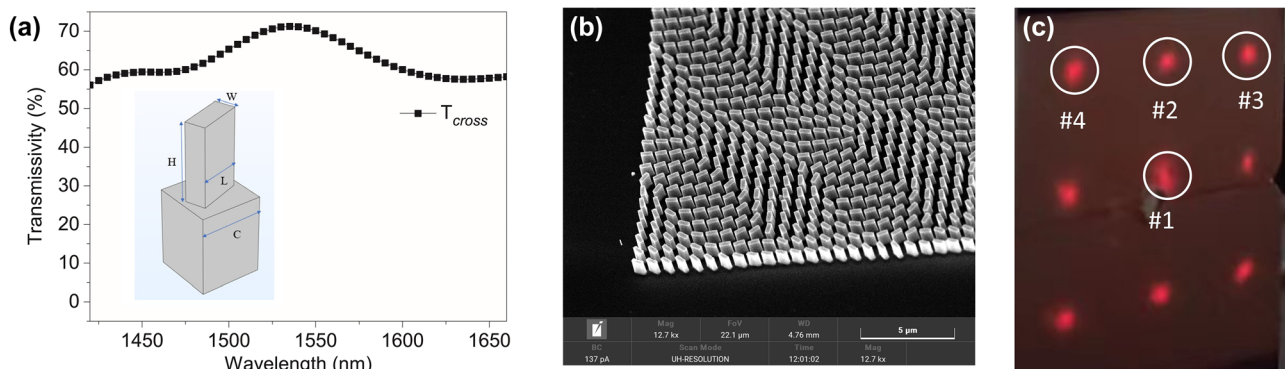 (a)
70
60
50
40
30
20
10
0
Transmissivity (%)
T_cross
W
H
L
C
1450 1500 1550 1600 1650
Wavelength (nm)
(b)
Mag FoV WD
12.7 kx 22.1 µm 4.76 mm 5 µm
BC Scan Mode Time Mag
137 pA UH-RESOLUTION 12:01:02 12.7 kx
(c)
#4 #2 #3
#1